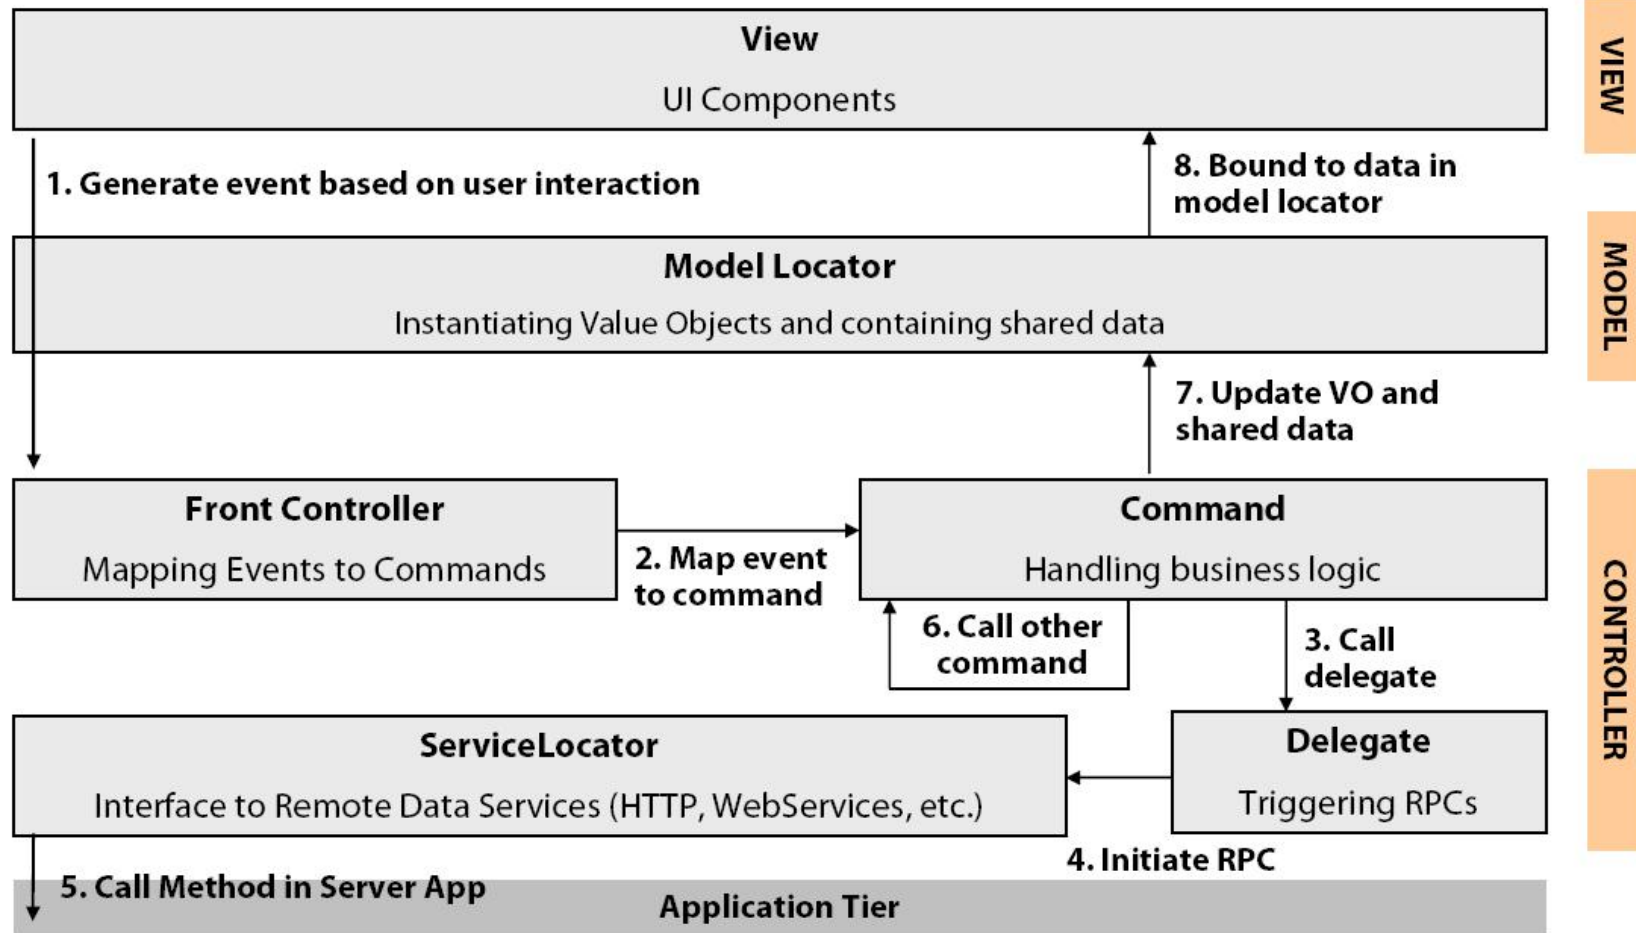 View
UI Components
VIEW
1. Generate event based on user interaction
8. Bound to data in
model locator
Model Locator
Instantiating Value Objects and containing shared data
MODEL
7. Update VO and
shared data
Front Controller
Mapping Events to Commands
2. Map event
to command
Command
Handling business logic
CONTROLLER
6. Call other
command
3. Call
delegate
ServiceLocator
Interface to Remote Data Services (HTTP, WebServices, etc.)
Delegate
Triggering RPCs
4. Initiate RPC
5. Call Method in Server App
Application Tier